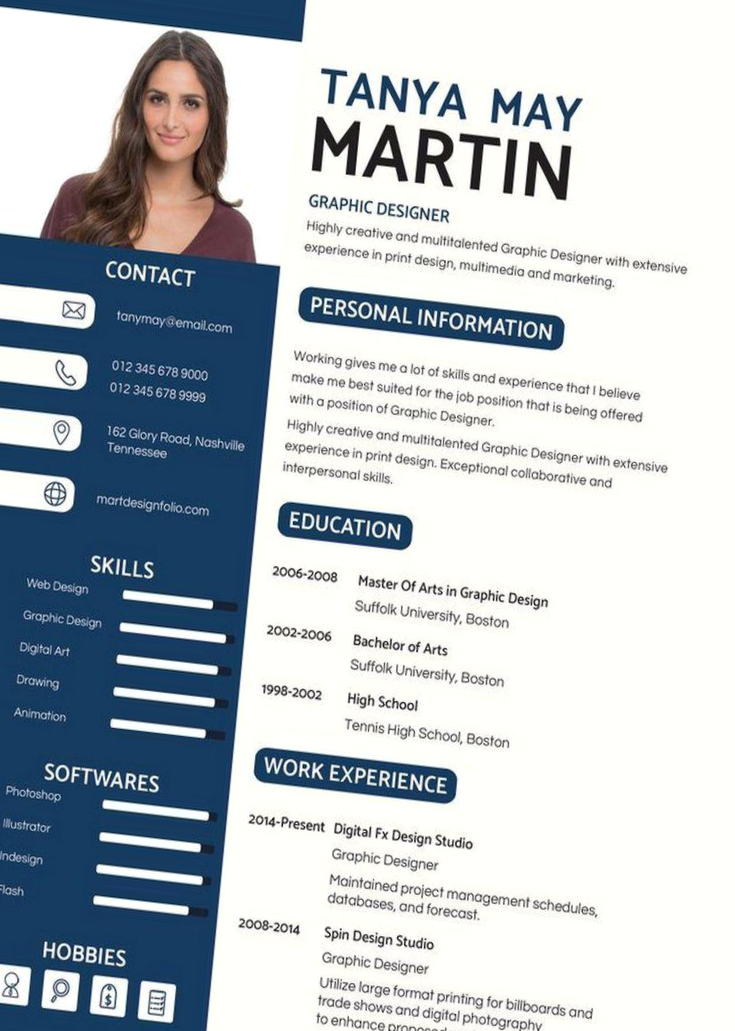 TANYA MAY
MARTIN
GRAPHIC DESIGNER
Highly creative and multitalented Graphic Designer with extensive
experience in print design, multimedia and marketing.
CONTACT
tanymay@email.com
012 345 678 9000
012 345 678 9999
162 Glory Road, Nashville
Tennessee
martdesignfolio.com
SKILLS
Web Design
Graphic Design
Digital Art
Drawing
Animation
SOFTWARES
Photoshop
Illustrator
Indesign
Flash
HOBBIES
PERSONAL INFORMATION
Working gives me a lot of skills and experience that I believe
make me best suited for the job position that is being offered
with a position of Graphic Designer.
Highly creative and multitalented Graphic Designer with extensive
experience in print design. Exceptional collaborative and
interpersonal skills.
EDUCATION
2006-2008 Master Of Arts in Graphic Design
Suffolk University, Boston
2002-2006 Bachelor of Arts
Suffolk University, Boston
1998-2002 High School
Tennis High School, Boston
WORK EXPERIENCE
2014-Present Digital Fx Design Studio
Graphic Designer
Maintained project management schedules,
databases, and forecast.
2008-2014 Spin Design Studio
Graphic Designer
Utilize large format printing for billboards and
trade shows and digital photography
to enhance